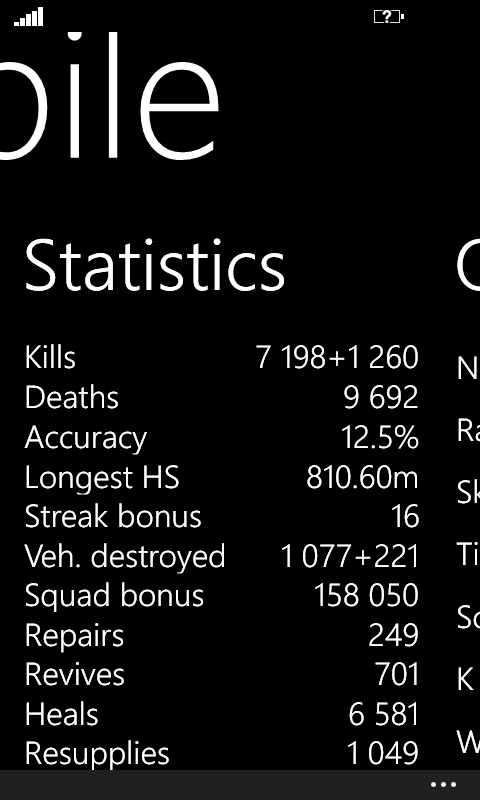 bile
Statistics
Kills 7 198+1 260
Deaths 9 692
Accuracy 12.5%
Longest HS 810.60m
Streak bonus 16
Veh. destroyed 1 077+221
Squad bonus 158 050
Repairs 249
Revives 701
Heals 6 581
Resupplies 1 049
N
Ra
Sk
Ti
Sc
K
W